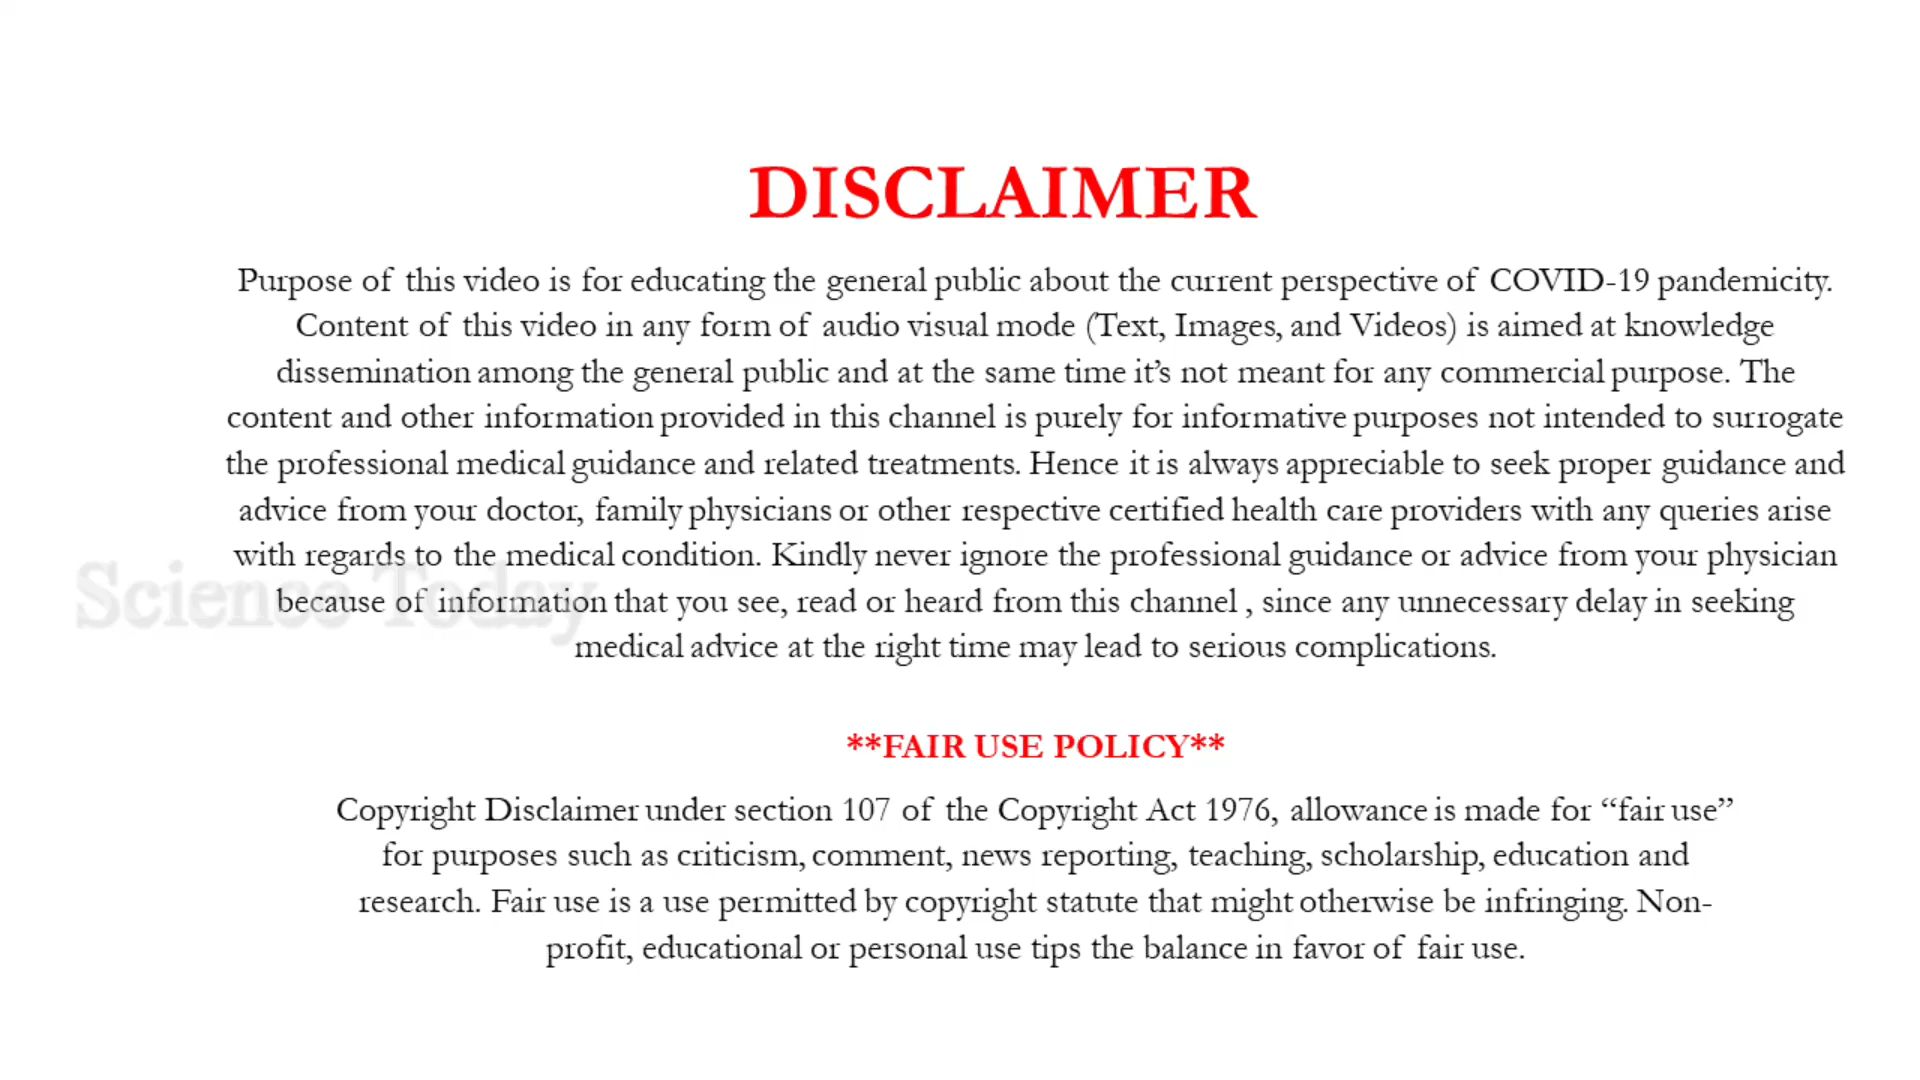 DISCLAIMER
Purpose of this video is for educating the general public about the current perspective of COVID-19 pandemicity.
Content of this video in any form of audio visual mode (Text, Images, and Videos) is aimed at knowledge
dissemination among the general public and at the same time it’s not meant for any commercial purpose. The
content and other information provided in this channel is purely for informative purposes not intended to surrogate
the professional medical guidance and related treatments. Hence it is always appreciable to seek proper guidance and
advice from your doctor, family physicians or other respective certified health care providers with any queries arise
with regards to the medical condition. Kindly never ignore the professional guidance or advice from your physician
Science Today
because of information that you see, read or heard from this channel , since any unnecessary delay in seeking
medical advice at the right time may lead to serious complications.
**FAIR USE POLICY**
Copyright Disclaimer under section 107 of the Copyright Act 1976, allowance is made for “fair use”
for purposes such as criticism, comment, news reporting, teaching, scholarship, education and
research. Fair use is a use permitted by copyright statute that might otherwise be infringing. Non-
profit, educational or personal use tips the balance in favor of fair use.